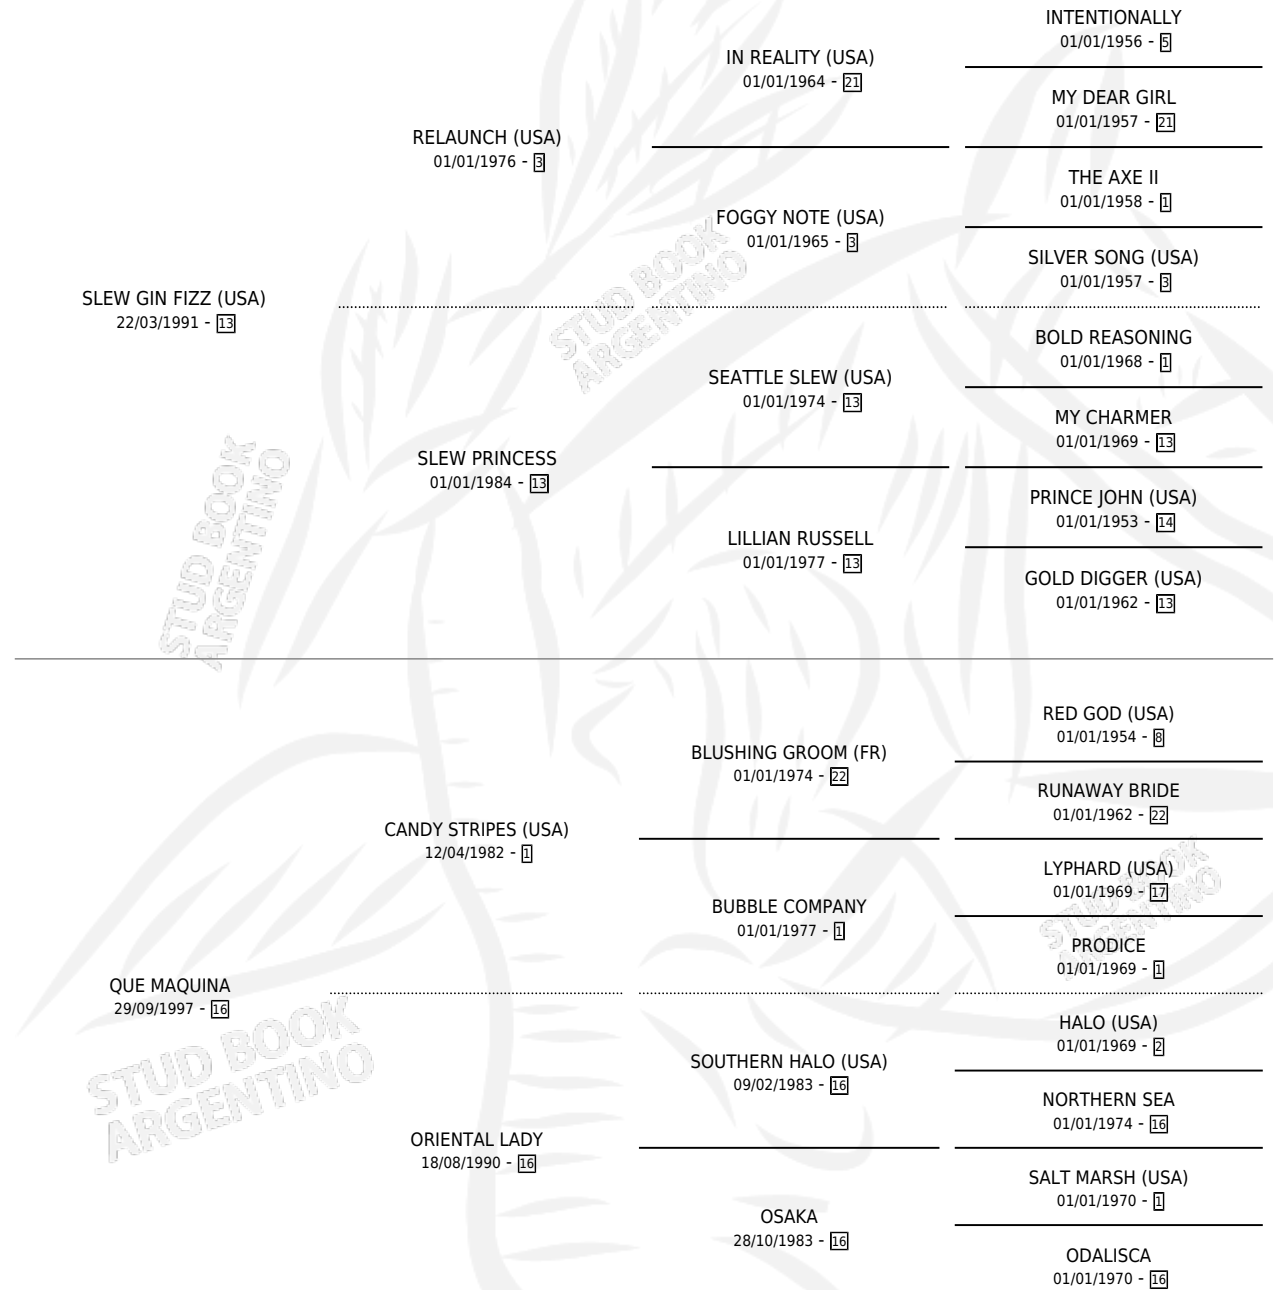 INTENTIONALLY
01/01/1956 - 5
IN REALITY (USA)
01/01/1964 - 21
MY DEAR GIRL
01/01/1957 - 21
RELAUNCH (USA)
01/01/1976 - 3
THE AXE II
01/01/1958 - 1
FOGGY NOTE (USA)
01/01/1965 - 3
SILVER SONG (USA)
01/01/1957 - 3
SLEW GIN FIZZ (USA)
22/03/1991 - 13
BOLD REASONING
01/01/1968 - 1
SEATTLE SLEW (USA)
01/01/1974 - 13
MY CHARMER
01/01/1969 - 13
SLEW PRINCESS
01/01/1984 - 13
PRINCE JOHN (USA)
01/01/1953 - 14
LILLIAN RUSSELL
01/01/1977 - 13
GOLD DIGGER (USA)
01/01/1962 - 13
RED GOD (USA)
01/01/1954 - 8
BLUSHING GROOM (FR)
01/01/1974 - 22
RUNAWAY BRIDE
01/01/1962 - 22
CANDY STRIPES (USA)
12/04/1982 - 1
LYPHARD (USA)
01/01/1969 - 17
BUBBLE COMPANY
01/01/1977 - 1
PRODICE
01/01/1969 - 1
QUE MAQUINA
29/09/1997 - 16
HALO (USA)
01/01/1969 - 2
SOUTHERN HALO (USA)
09/02/1983 - 16
NORTHERN SEA
01/01/1974 - 16
ORIENTAL LADY
18/08/1990 - 16
SALT MARSH (USA)
01/01/1970 - 1
OSAKA
28/10/1983 - 16
ODALISCA
01/01/1970 - 16
STUD BOOK
ARGENTINO
STUD BOOK
ARGENTINO
STUD BOOK
ARGENTINO
STUD BOOK
ARGENTINO